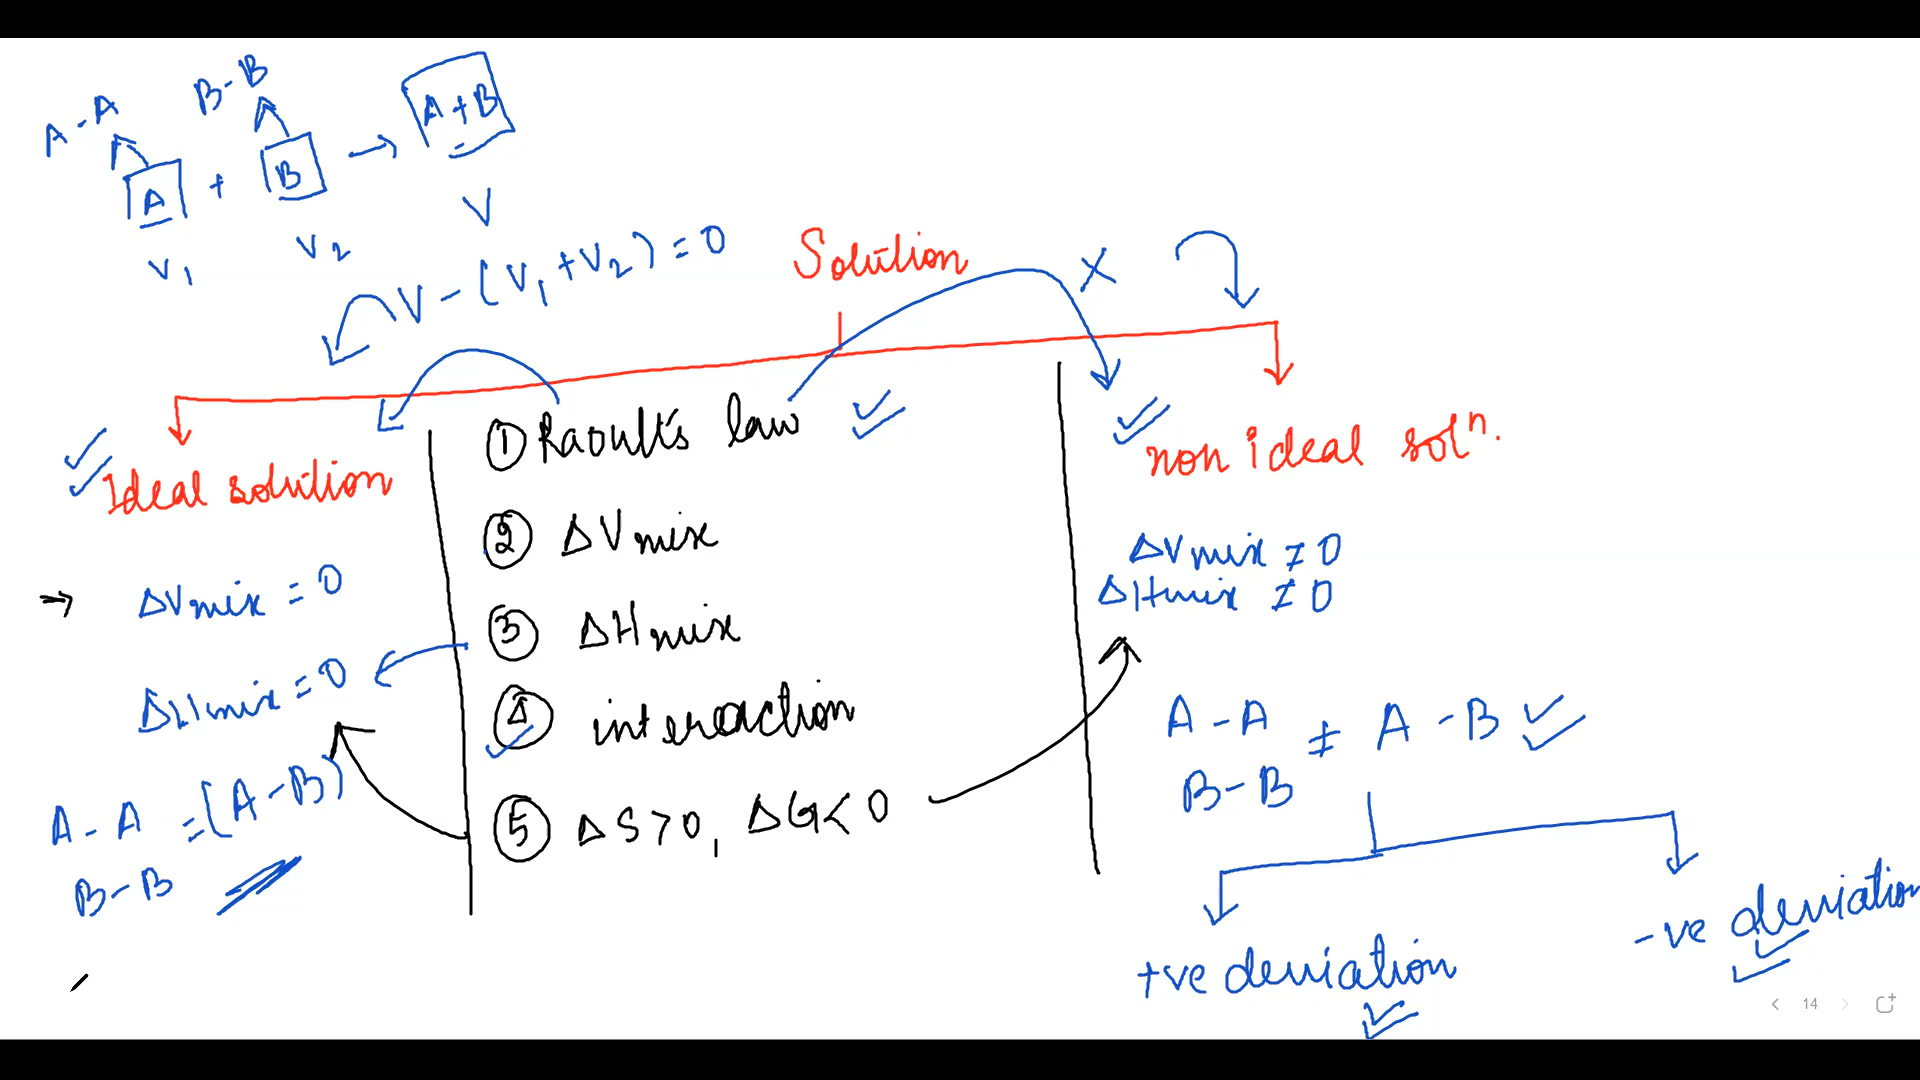 A-A
B-B
A + B → A+B
V1
V2
V
V-(V1+V2)=0
Solution
X
① Raoult's law
Ideal solution
non ideal solⁿ.
② ΔVmix
ΔVmix = 0
ΔVmix ≠ 0
ΔHmix ≠ 0
③ ΔHmix
ΔHmix = 0
④ interaction
A-A
B-B
=(A-B)
A-A
B-B
≠ A-B
⑤ ΔS>0, ΔG<0
+ve deviation
-ve deviation
14